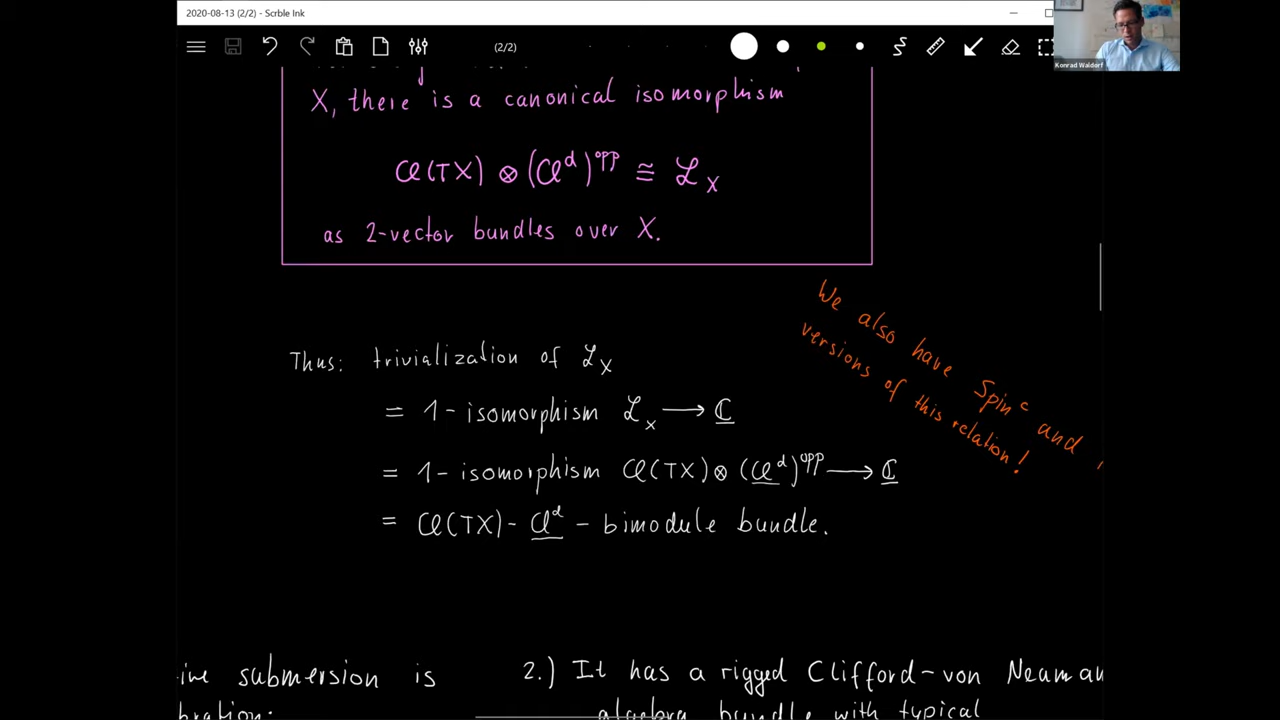 2020-08-13 (2/2) - Scrble Ink
(2/2)
Konrad Waldorf
X, there is a canonical isomorphism
Cl(TX) ⊗ (Cl^d)^opp ≅ ℒ_X
as 2-vector bundles over X.
We also have Spin^c and
versions of this relation!
Thus: trivialization of ℒ_X
= 1-isomorphism ℒ_X ⟶ ℂ
= 1-isomorphism Cl(TX) ⊗ (Cl^d)^opp ⟶ ℂ
= Cl(TX) - Cl^d - bimodule bundle.
submersion is
2.) It has a rigged Clifford-von Neuman
algebra bundle with typical